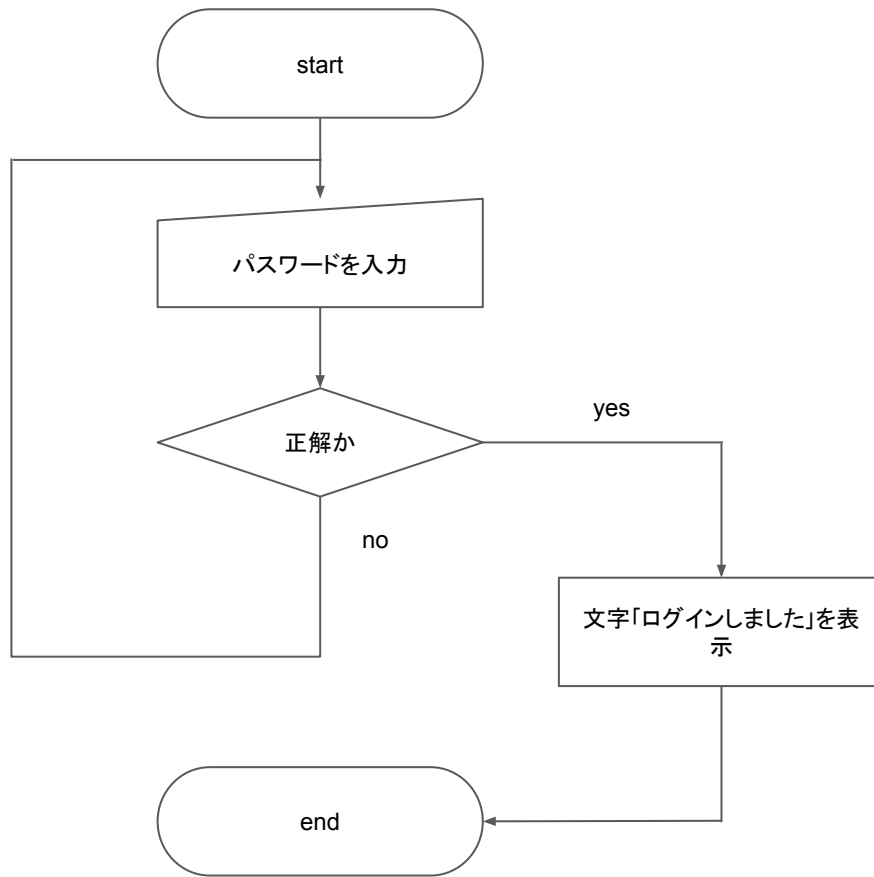 start
パスワードを入力
正解か
yes
no
文字｢ログインしました｣を表
示
end